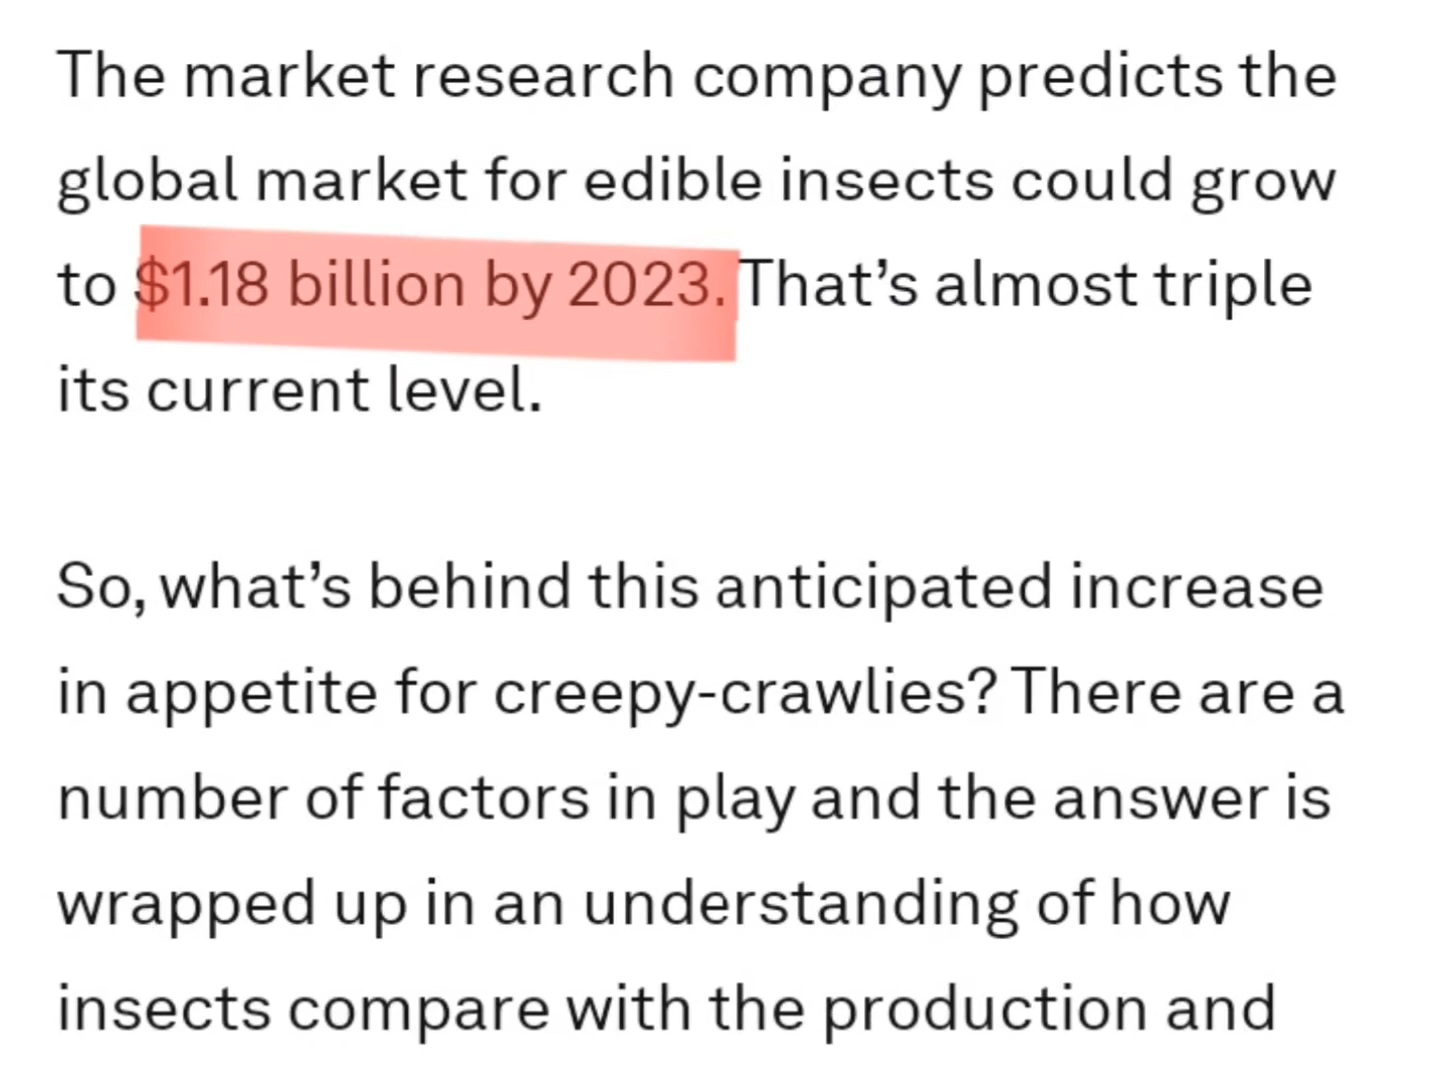 The market research company predicts the
global market for edible insects could grow
to $1.18 billion by 2023. That’s almost triple
its current level.
So, what’s behind this anticipated increase
in appetite for creepy-crawlies? There are a
number of factors in play and the answer is
wrapped up in an understanding of how
insects compare with the production and